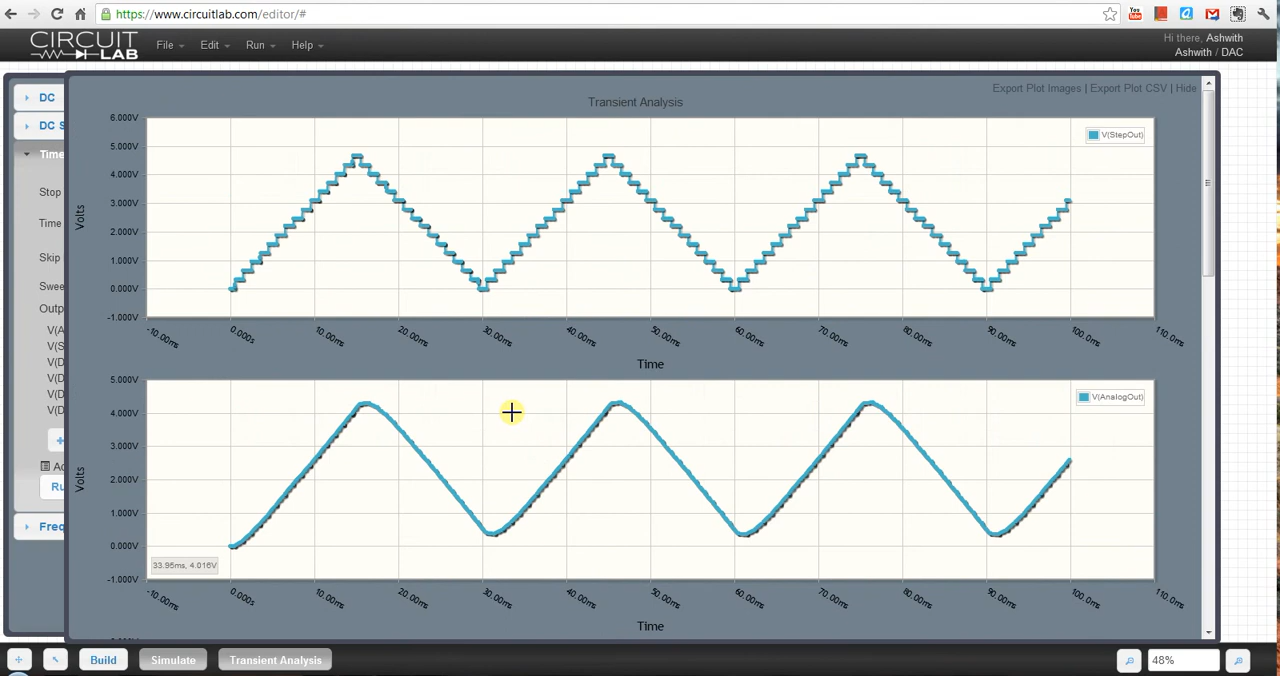 https://www.circuitlab.com/editor/#
You Tube
CIRCUIT LAB
File Edit Run Help
Hi there, Ashwith
Ashwith / DAC
DC
DC S
Time
Stop
Time
Skip
Swee
Outp
V(A
V(S
V(D
V(D
V(D
V(D
Ad
Ru
Freq
Export Plot Images | Export Plot CSV | Hide
Transient Analysis
V(StepOut)
6.000V
5.000V
4.000V
3.000V
2.000V
1.000V
0.000V
-1.000V
Volts
-10.00ms 0.000s 10.00ms 20.00ms 30.00ms 40.00ms 50.00ms 60.00ms 70.00ms 80.00ms 90.00ms 100.0ms 110.0ms
Time
V(AnalogOut)
5.000V
4.000V
3.000V
2.000V
1.000V
0.000V
-1.000V
Volts
33.95ms, 4.016V
-10.00ms 0.000s 10.00ms 20.00ms 30.00ms 40.00ms 50.00ms 60.00ms 70.00ms 80.00ms 90.00ms 100.0ms 110.0ms
Time
Build Simulate Transient Analysis
48%